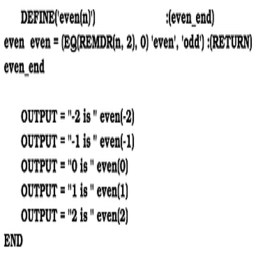 DEFINE('even(n)') :(even_end)
even even = (EQ(REMDR(n, 2), 0) 'even', 'odd') :(RETURN)
even_end
OUTPUT = "-2 is " even(-2)
OUTPUT = "-1 is " even(-1)
OUTPUT = "0 is " even(0)
OUTPUT = "1 is " even(1)
OUTPUT = "2 is " even(2)
END